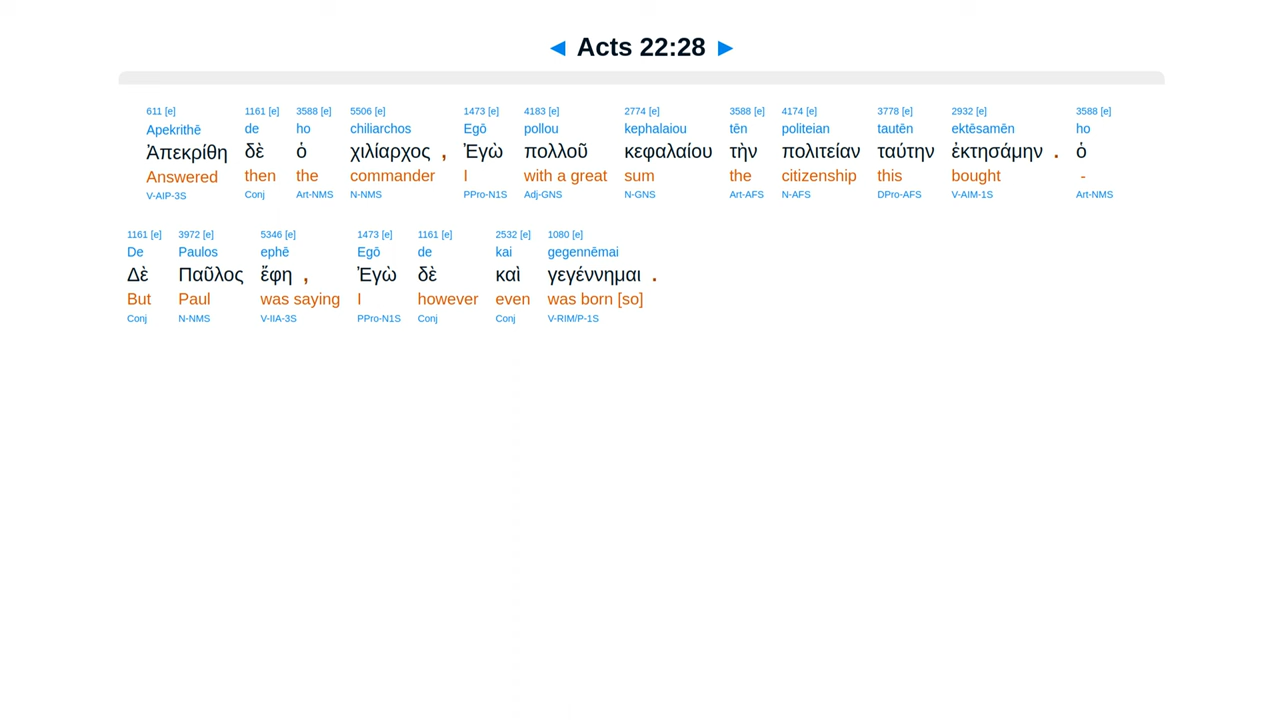 ◄ Acts 22:28 ►
611 [e] 1161 [e] 3588 [e] 5506 [e] 1473 [e] 4183 [e] 2774 [e] 3588 [e] 4174 [e] 3778 [e] 2932 [e] 3588 [e]
Apekrithē de ho chiliarchos Egō pollou kephalaiou tēn politeian tautēn ektēsamēn ho
Ἀπεκρίθη δὲ ὁ χιλίαρχος , Ἐγὼ πολλοῦ κεφαλαίου τὴν πολιτείαν ταύτην ἐκτησάμην . ὁ
Answered then the commander I with a great sum the citizenship this bought -
V-AIP-3S Conj Art-NMS N-NMS PPro-N1S Adj-GNS N-GNS Art-AFS N-AFS DPro-AFS V-AIM-1S Art-NMS
1161 [e] 3972 [e] 5346 [e] 1473 [e] 1161 [e] 2532 [e] 1080 [e]
De Paulos ephē Egō de kai gegennēmai
Δὲ Παῦλος ἔφη , Ἐγὼ δὲ καὶ γεγέννημαι .
But Paul was saying I however even was born [so]
Conj N-NMS V-IIA-3S PPro-N1S Conj Conj V-RIM/P-1S